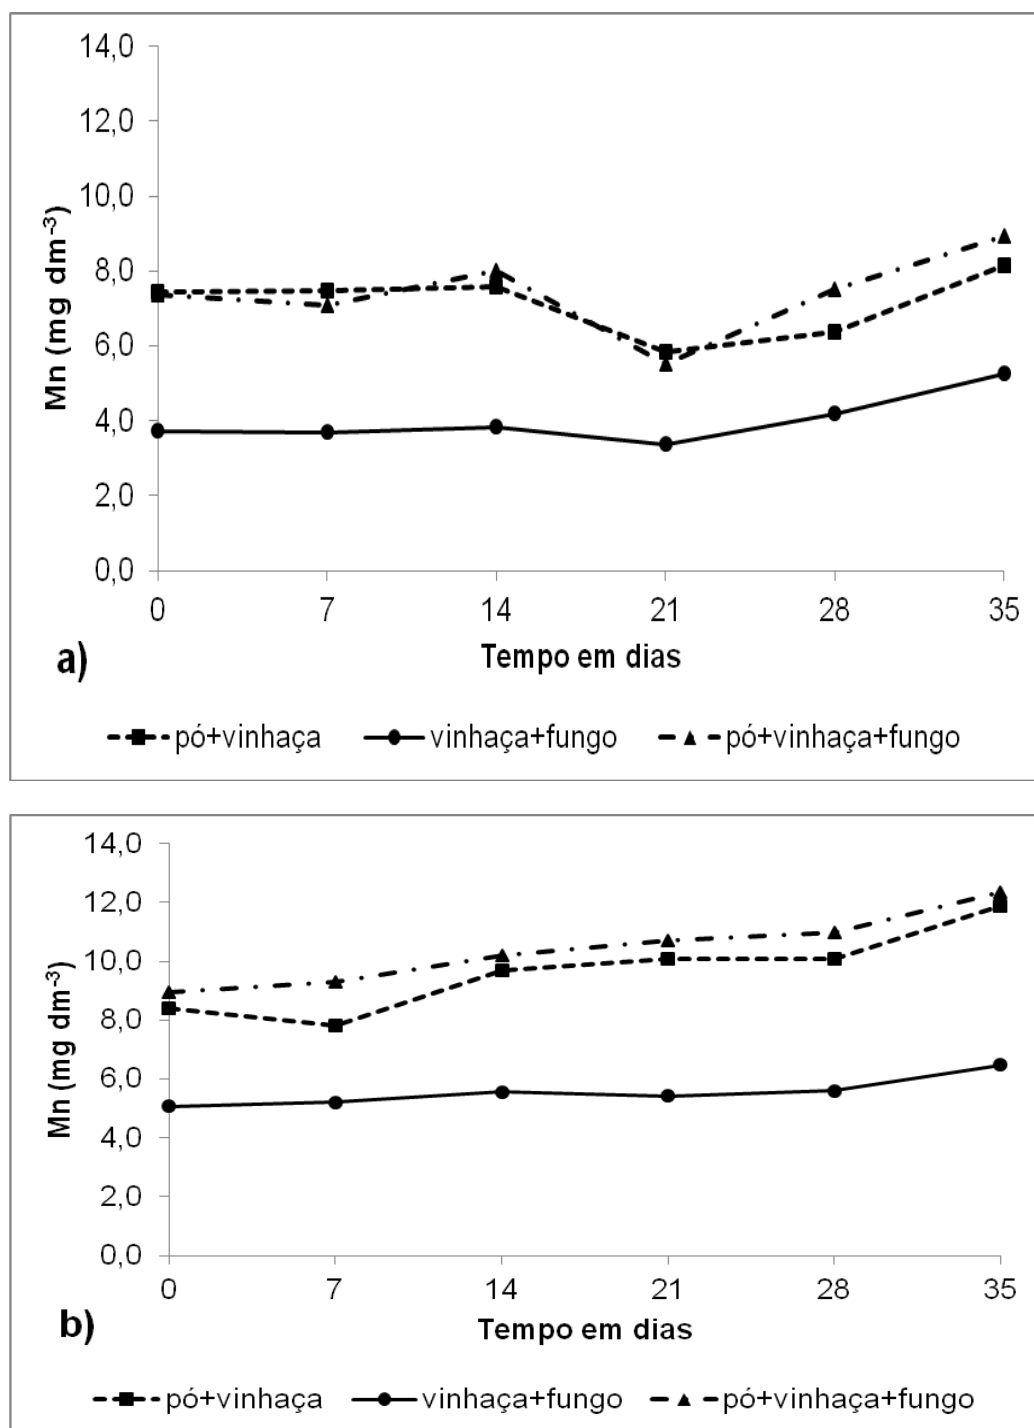 14,0
12,0
10,0
8,0
6,0
4,0
2,0
0,0
Mn (mg dm⁻³)
0 7 14 21 28 35
Tempo em dias
a)
pó+vinhaça vinhaça+fungo pó+vinhaça+fungo
14,0
12,0
10,0
8,0
6,0
4,0
2,0
0,0
Mn (mg dm⁻³)
0 7 14 21 28 35
Tempo em dias
b)
pó+vinhaça vinhaça+fungo pó+vinhaça+fungo